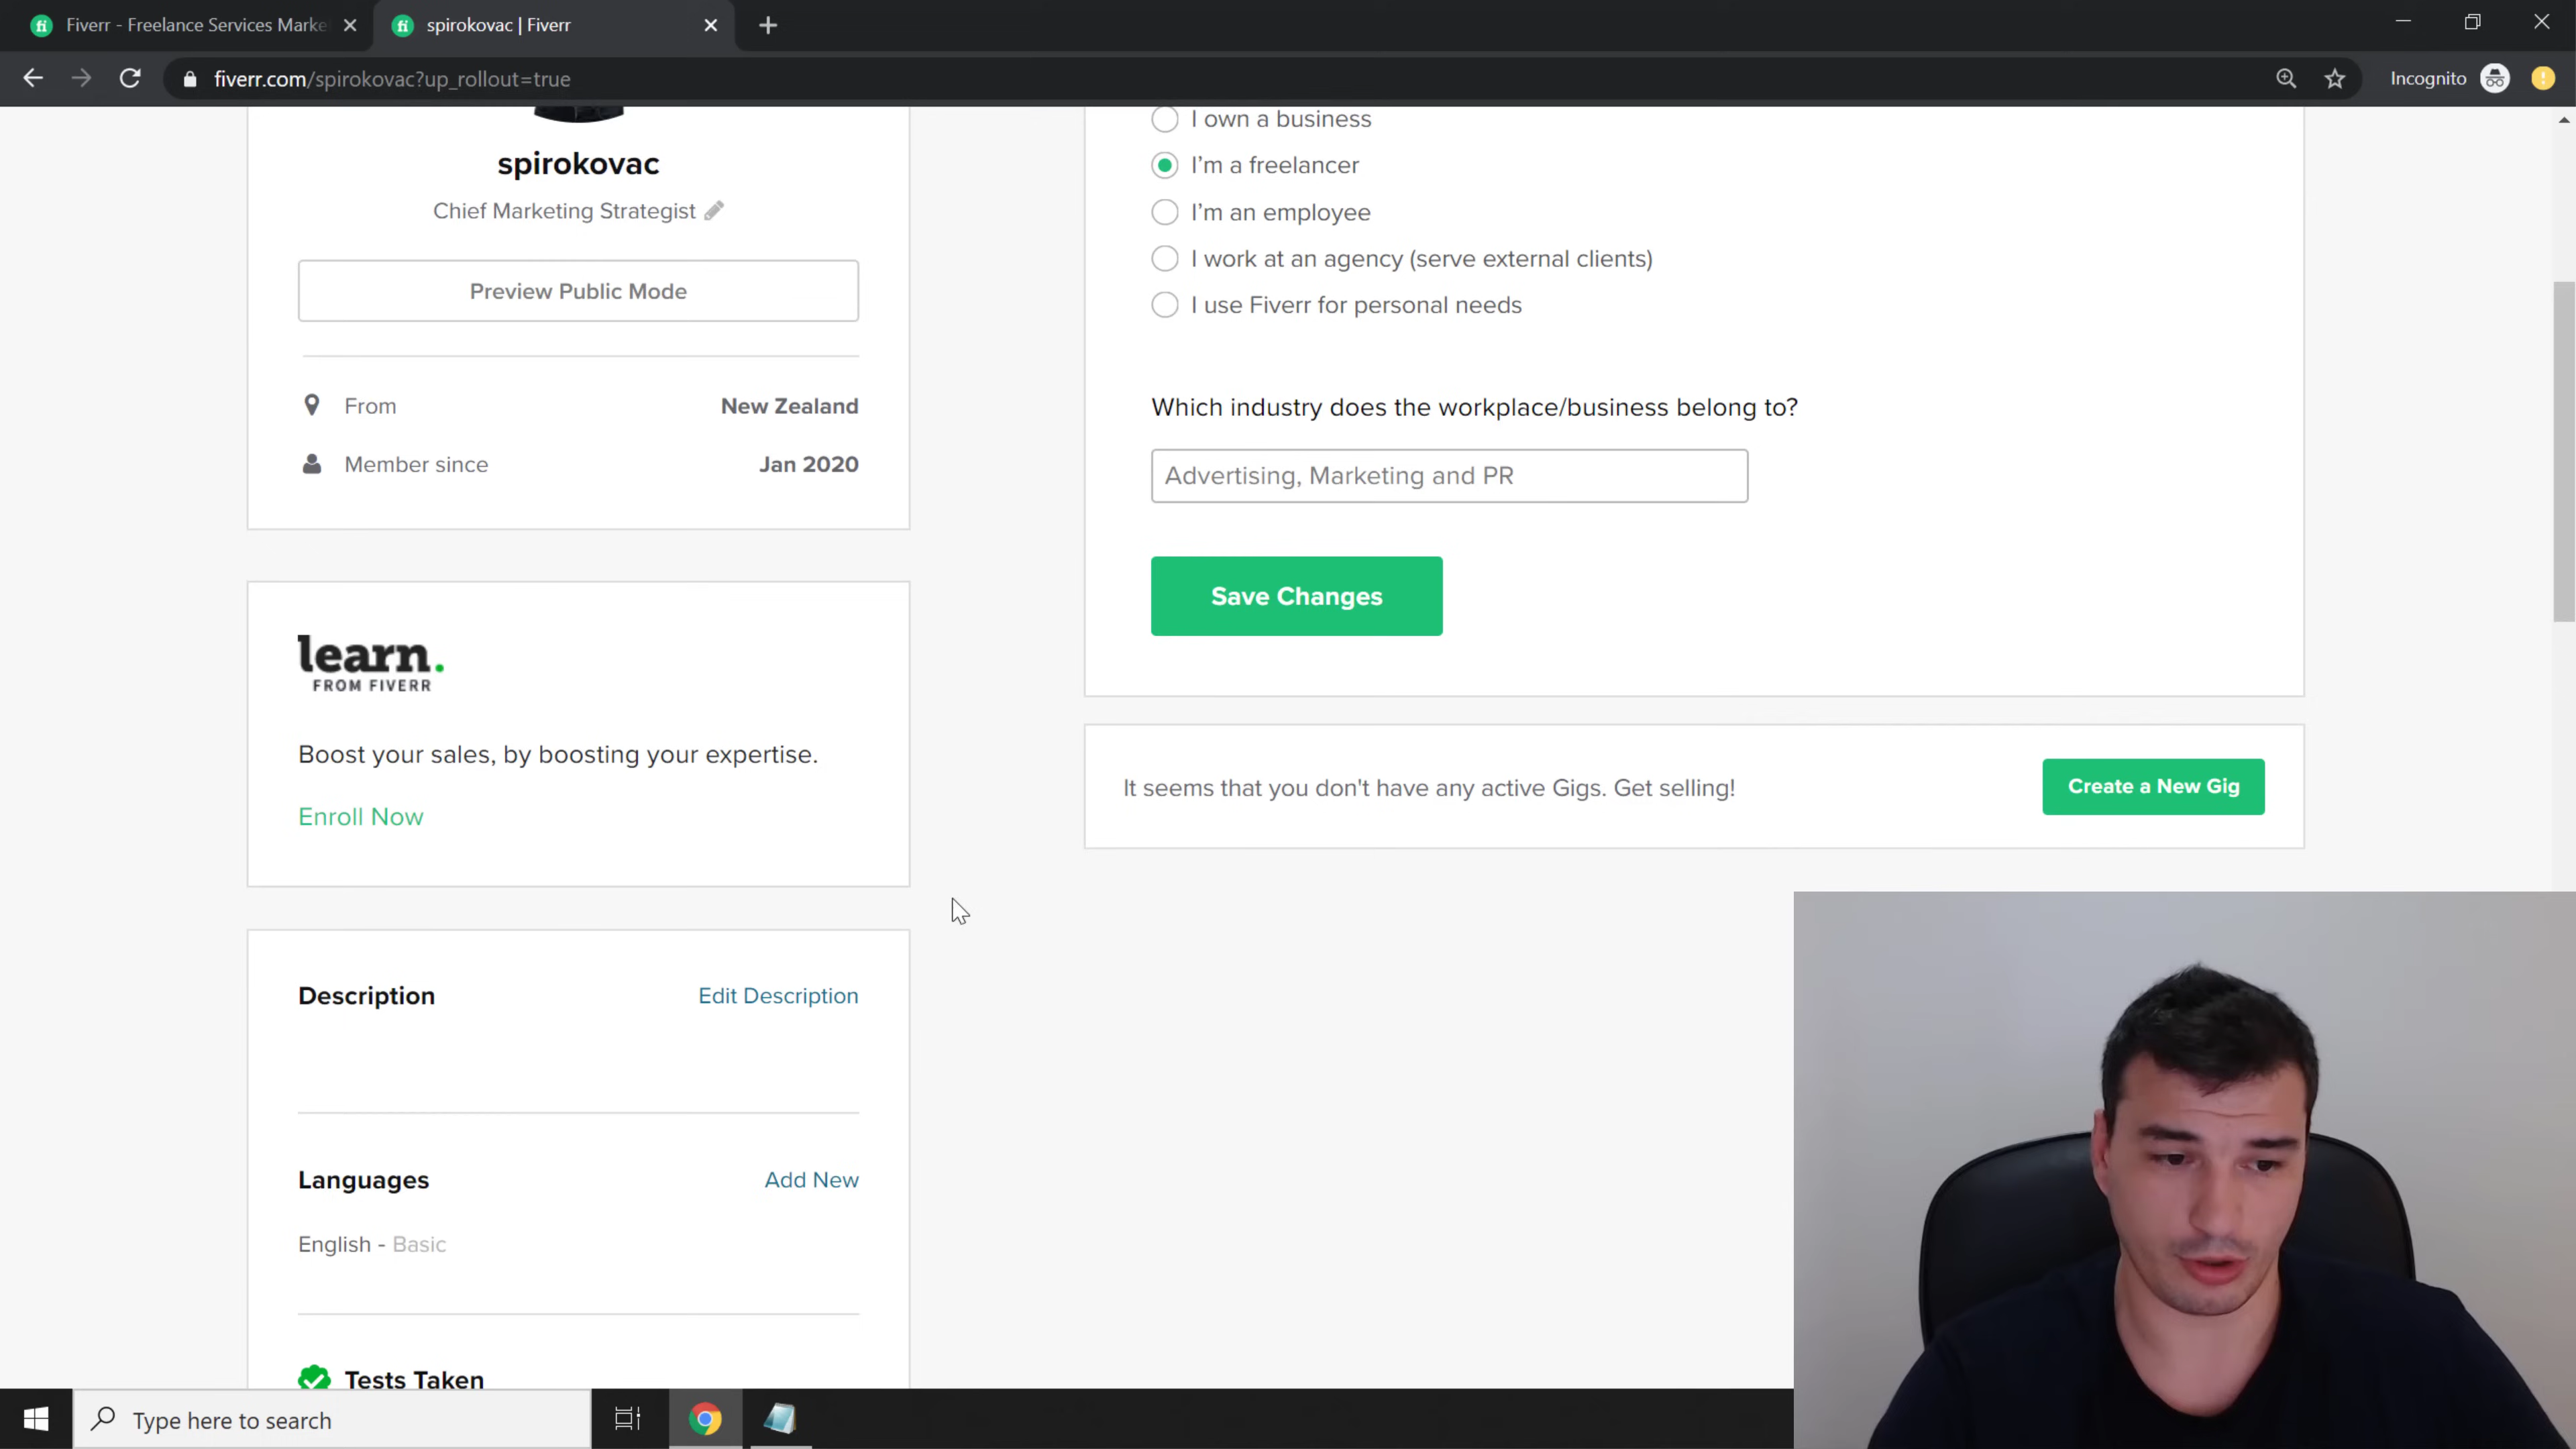 Fiverr - Freelance Services Marke
spirokovac | Fiverr
fiverr.com/spirokovac?up_rollout=true
Incognito
spirokovac
Chief Marketing Strategist
Preview Public Mode
From New Zealand
Member since Jan 2020
learn.
FROM FIVERR
Boost your sales, by boosting your expertise.
Enroll Now
Description Edit Description
Languages Add New
English - Basic
Tests Taken
I own a business
I'm a freelancer
I'm an employee
I work at an agency (serve external clients)
I use Fiverr for personal needs
Which industry does the workplace/business belong to?
Advertising, Marketing and PR
Save Changes
It seems that you don't have any active Gigs. Get selling!
Create a New Gig
Type here to search